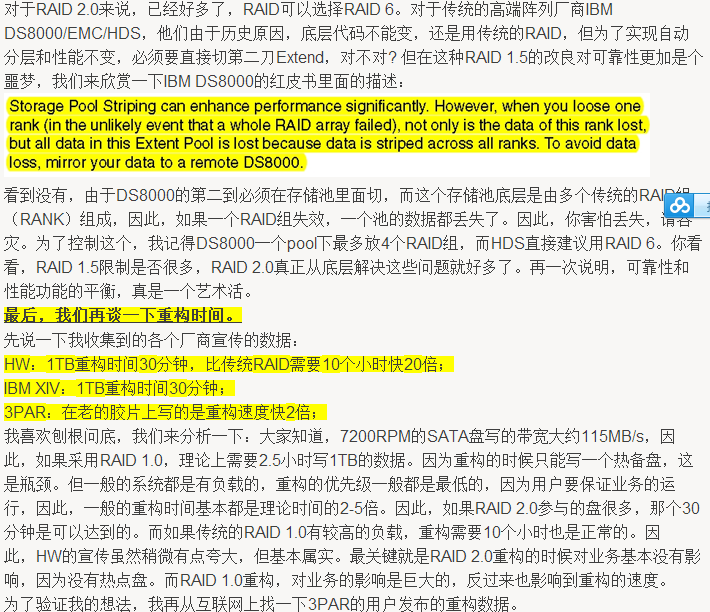 对于RAID 2.0来说，已经好多了，RAID可以选择RAID 6。对于传统的高端阵列厂商IBM
DS8000/EMC/HDS，他们由于历史原因，底层代码不能变，还是用传统的RAID，但为了实现自动
分层和性能不变，必须要直接切第二刀Extend，对不对? 但在这种RAID 1.5的改良对可靠性更加是个
噩梦，我们来欣赏一下IBM DS8000的红皮书里面的描述：
Storage Pool Striping can enhance performance significantly. However, when you loose one
rank (in the unlikely event that a whole RAID array failed), not only is the data of this rank lost,
but all data in this Extent Pool is lost because data is striped across all ranks. To avoid data
loss, mirror your data to a remote DS8000.
看到没有，由于DS8000的第二到必须在存储池里面切，而这个存储池底层是由多个传统的RAID组
（RANK）组成，因此，如果一个RAID组失效，一个池的数据都丢失了。因此，你害怕丢失，请容
灾。为了控制这个，我记得DS8000一个pool下最多放4个RAID组，而HDS直接建议用RAID 6。你看
看，RAID 1.5限制是否很多，RAID 2.0真正从底层解决这些问题就好多了。再一次说明，可靠性和
性能功能的平衡，真是一个艺术活。
最后，我们再谈一下重构时间。
先说一下我收集到的各个厂商宣传的数据：
HW：1TB重构时间30分钟，比传统RAID需要10个小时快20倍；
IBM XIV：1TB重构时间30分钟；
3PAR：在老的胶片上写的是重构速度快2倍；
我喜欢刨根问底，我们来分析一下：大家知道，7200RPM的SATA盘写的带宽大约115MB/s，因
此，如果采用RAID 1.0，理论上需要2.5小时写1TB的数据。因为重构的时候只能写一个热备盘，这
是瓶颈。但一般的系统都是有负载的，重构的优先级一般都是最低的，因为用户要保证业务的运
行，因此，一般的重构时间基本都是理论时间的2-5倍。因此，如果RAID 2.0参与的盘很多，那个30
分钟是可以达到的。而如果传统的RAID 1.0有较高的负载，重构需要10个小时也是正常的。因
此，HW的宣传虽然稍微有点夸大，但基本属实。最关键就是RAID 2.0重构的时候对业务基本没有影
响，因为没有热点盘。而RAID 1.0重构，对业务的影响是巨大的，反过来也影响到重构的速度。
为了验证我的想法，我再从互联网上找一下3PAR的用户发布的重构数据。